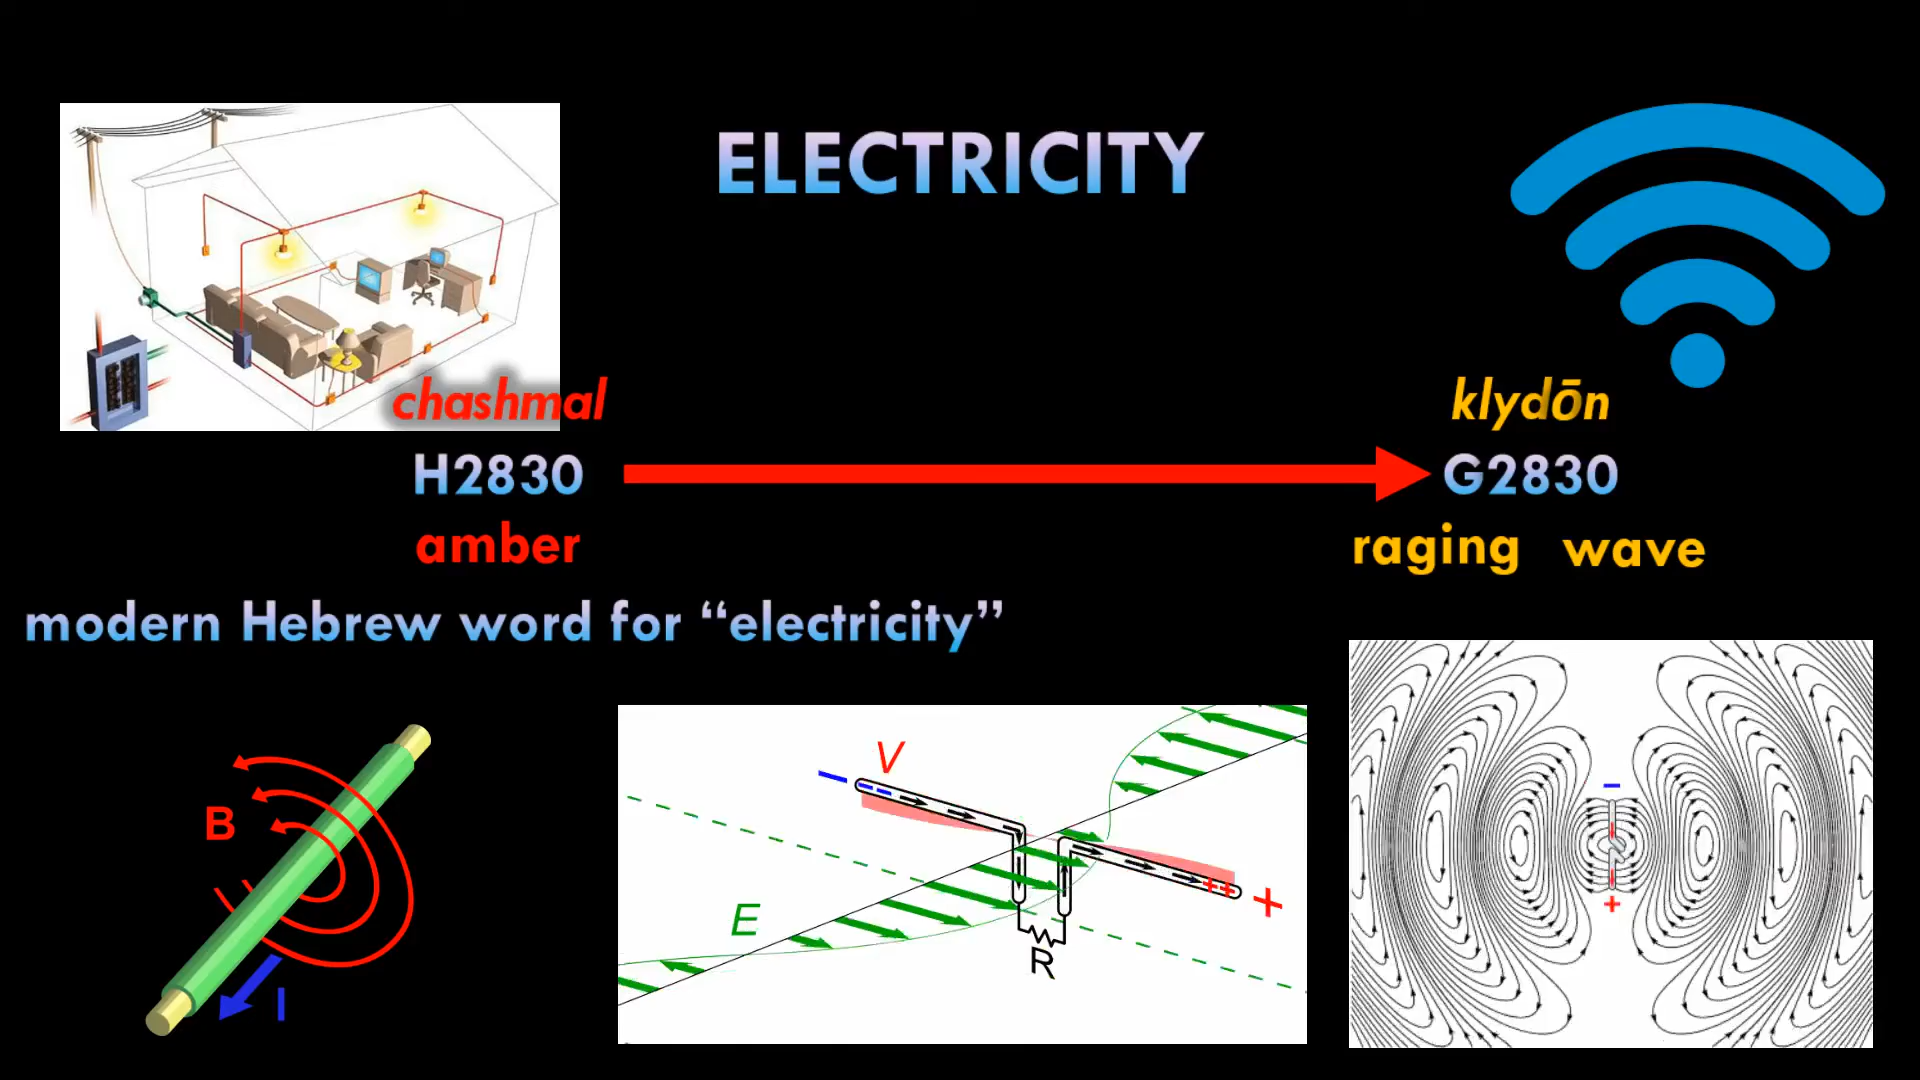 ELECTRICITY
chashmal
klydōn
H2830
G2830
amber
raging wave
modern Hebrew word for “electricity”
B
I
V
E
R
+
−
+